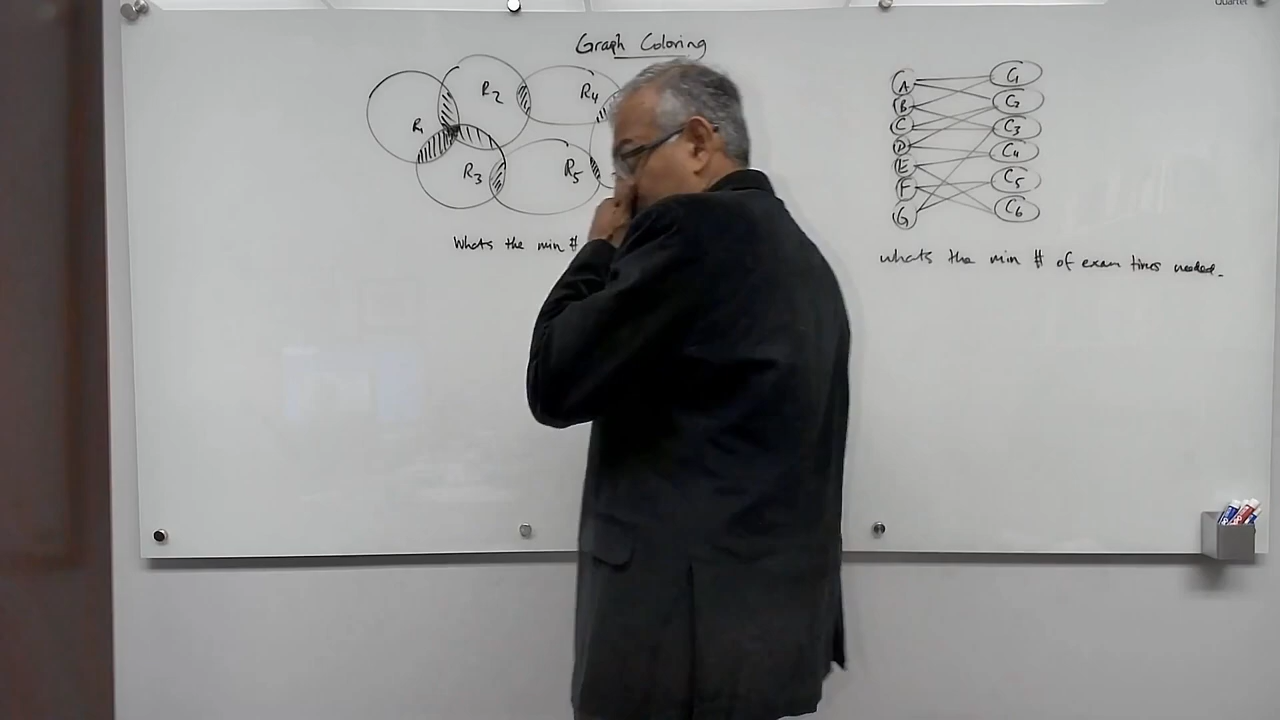 Quartet
Graph Coloring
R1
R2
R4
R3
R5
Whats the min #
A
B
C
D
E
F
G
C1
C2
C3
C4
C5
C6
whats the min # of exam times needed.